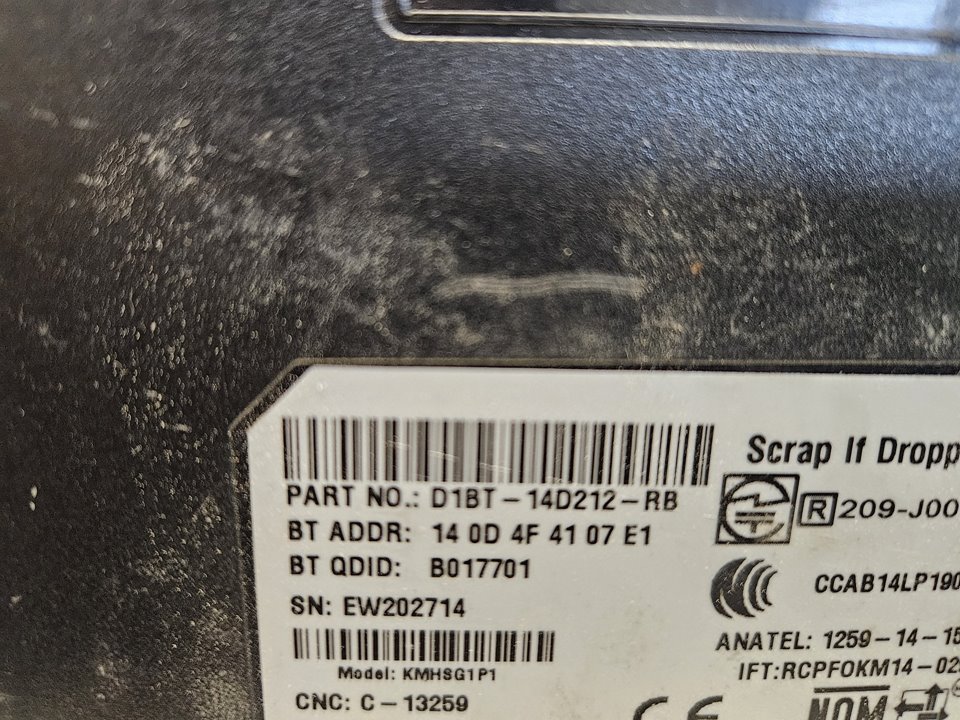 PART NO.: D1BT-14D212-RB
BT ADDR: 14 0D 4F 41 07 E1
BT QDID: B017701
SN: EW202714
Model: KMHSG1P1
CNC: C-13259
Scrap If Dropp
R 209-J00
CCAB14LP190
ANATEL: 1259-14-15
IFT:RCPFOKM14-02
CE
NOM